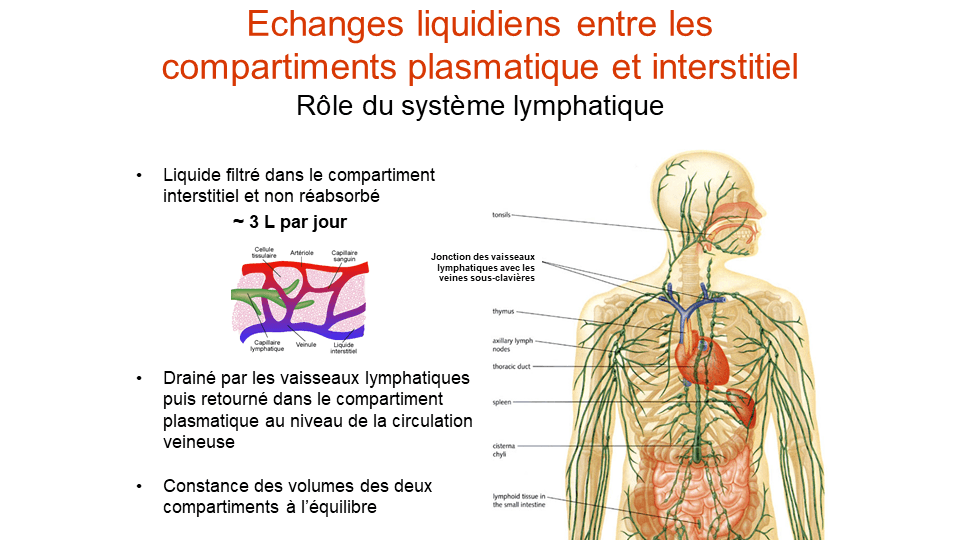 Echanges liquidiens entre les
compartiments plasmatique et interstitiel
Rôle du système lymphatique
• Liquide filtré dans le compartiment
interstitiel et non réabsorbé
~ 3 L par jour
Cellule
tissulaire
Artériole
Capillaire
sanguin
Capillaire
lymphatique
Veinule
Liquide
interstitiel
• Drainé par les vaisseaux lymphatiques
puis retourné dans le compartiment
plasmatique au niveau de la circulation
veineuse
• Constance des volumes des deux
compartiments à l’équilibre
tonsils
Jonction des vaisseaux
lymphatiques avec les
veines sous-clavières
thymus
axillary lymph
nodes
thoracic duct
spleen
cisterna
chyli
lymphoid tissue in
the small intestine